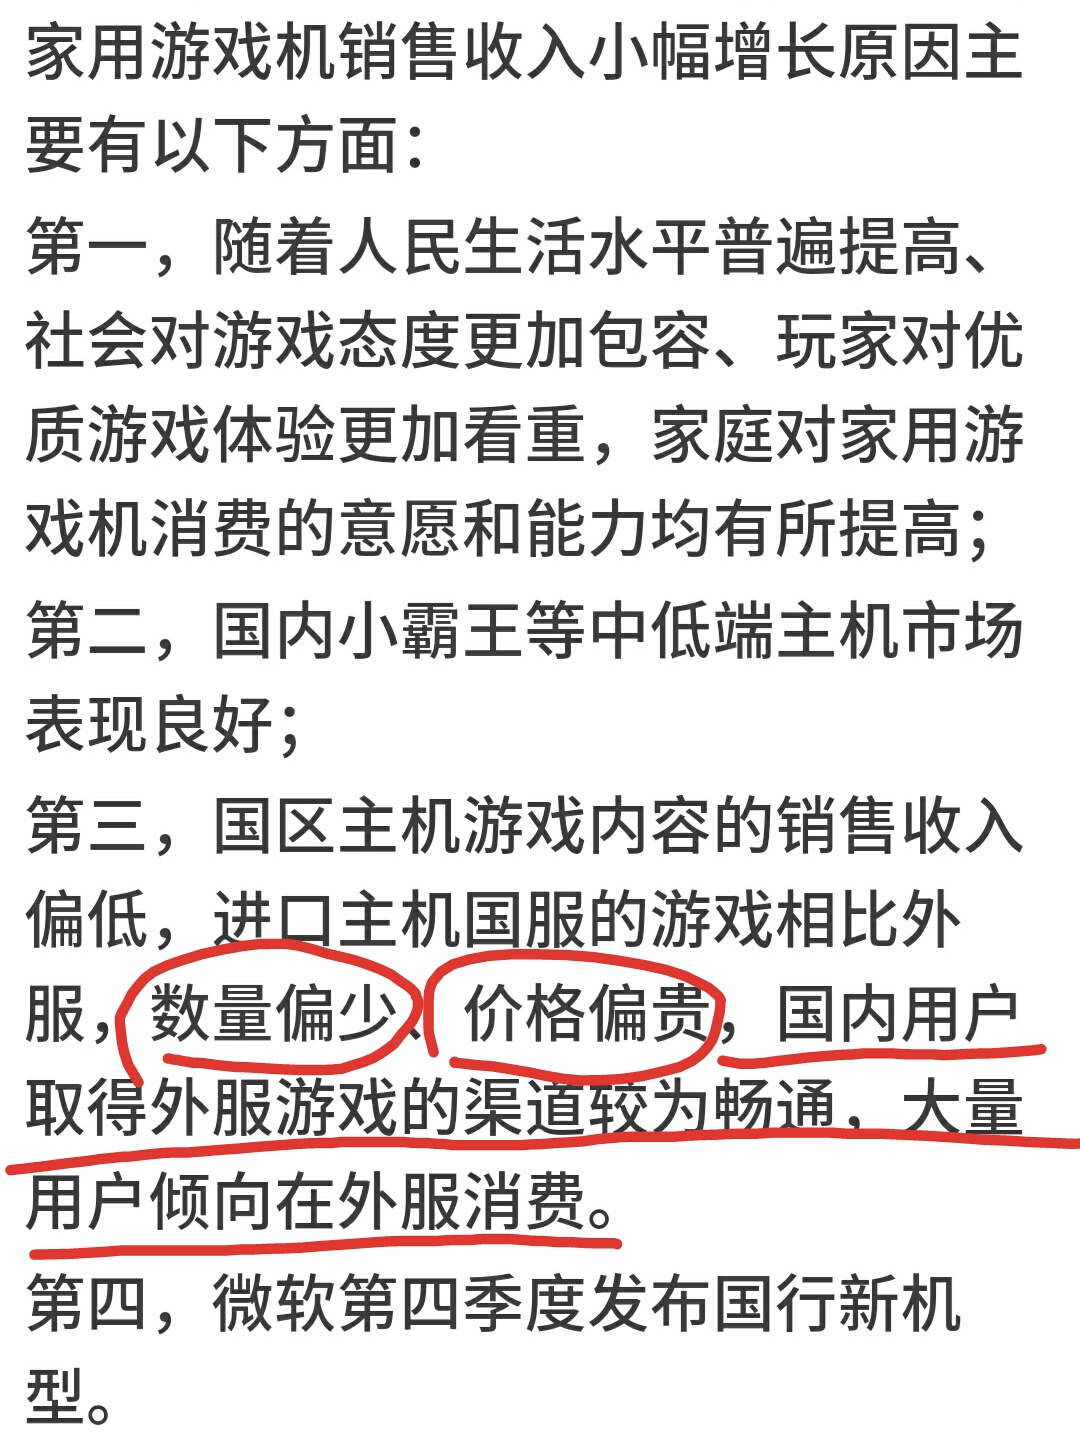 家用游戏机销售收入小幅增长原因主
要有以下方面：
第一，随着人民生活水平普遍提高、
社会对游戏态度更加包容、玩家对优
质游戏体验更加看重，家庭对家用游
戏机消费的意愿和能力均有所提高；
第二，国内小霸王等中低端主机市场
表现良好；
第三，国区主机游戏内容的销售收入
偏低，进口主机国服的游戏相比外
服，数量偏少、价格偏贵，国内用户
取得外服游戏的渠道较为畅通，大量
用户倾向在外服消费。
第四，微软第四季度发布国行新机
型。